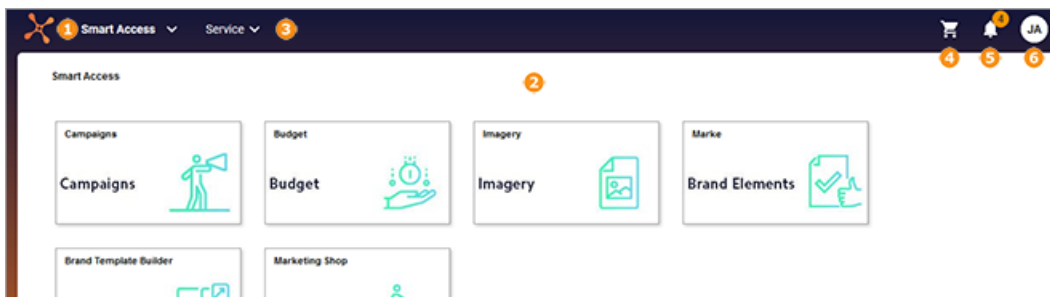 1 Smart Access Service 3 4 JA
4 5 6
Smart Access
2
Campaigns Budget Imagery Marke
Campaigns Budget Imagery Brand Elements
Brand Template Builder Marketing Shop